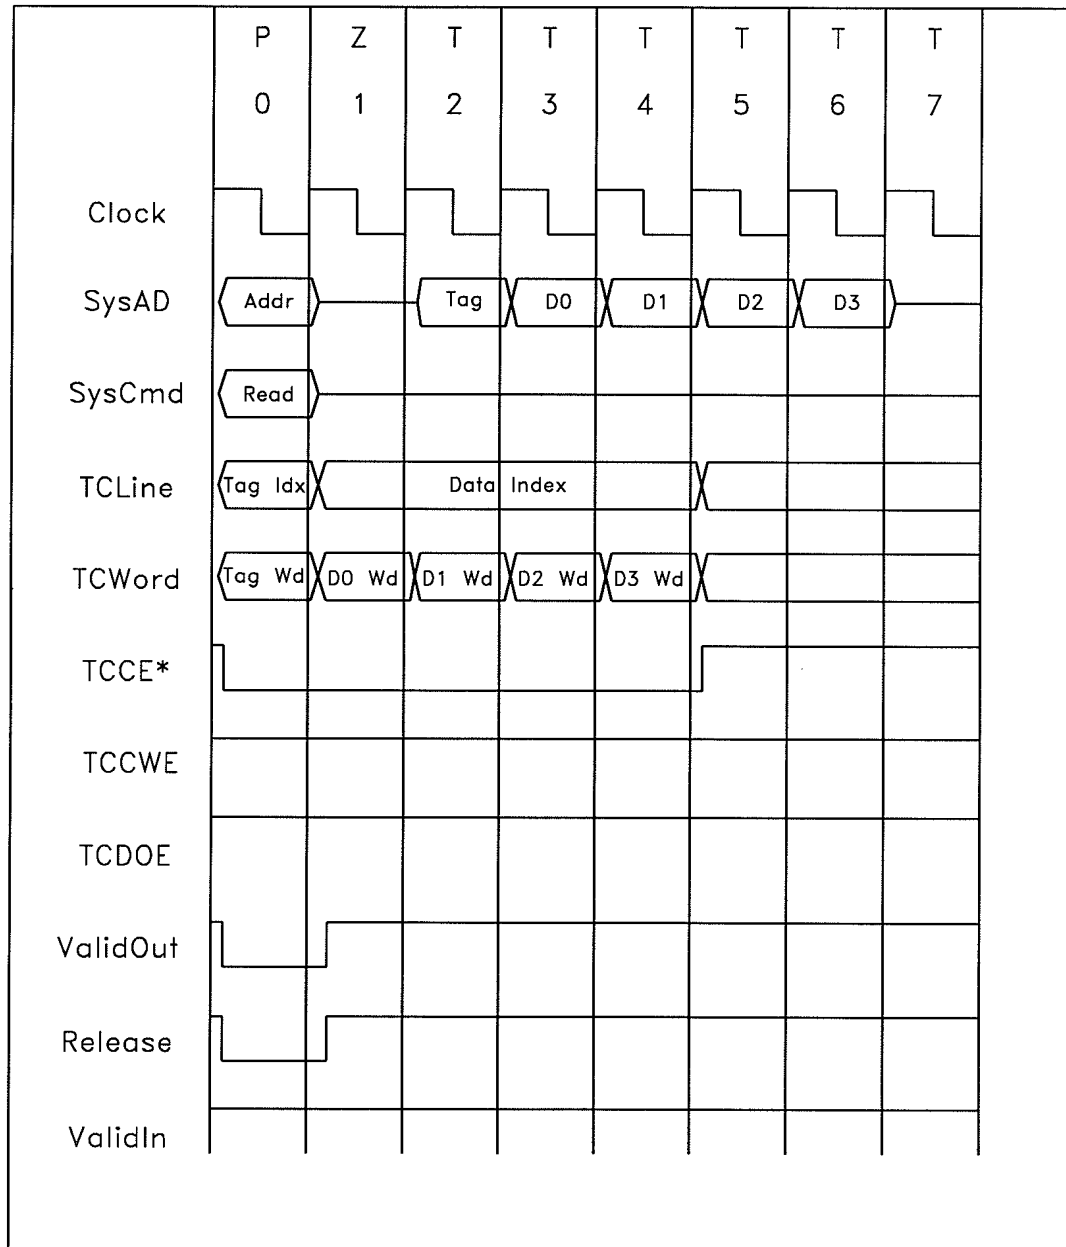 P Z T T T T T T
0 1 2 3 4 5 6 7
Clock
SysAD Addr Tag D0 D1 D2 D3
SysCmd Read
TCLine Tag Idx Data Index
TCWord Tag Wd D0 Wd D1 Wd D2 Wd D3 Wd
TCCE*
TCCWE
TCDOE
ValidOut
Release
ValidIn